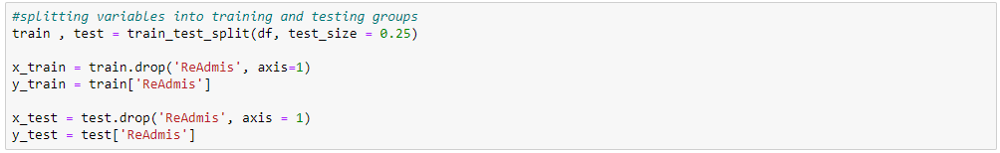 #splitting variables into training and testing groups
train , test = train_test_split(df, test_size = 0.25)
x_train = train.drop('ReAdmis', axis=1)
y_train = train['ReAdmis']
x_test = test.drop('ReAdmis', axis = 1)
y_test = test['ReAdmis']